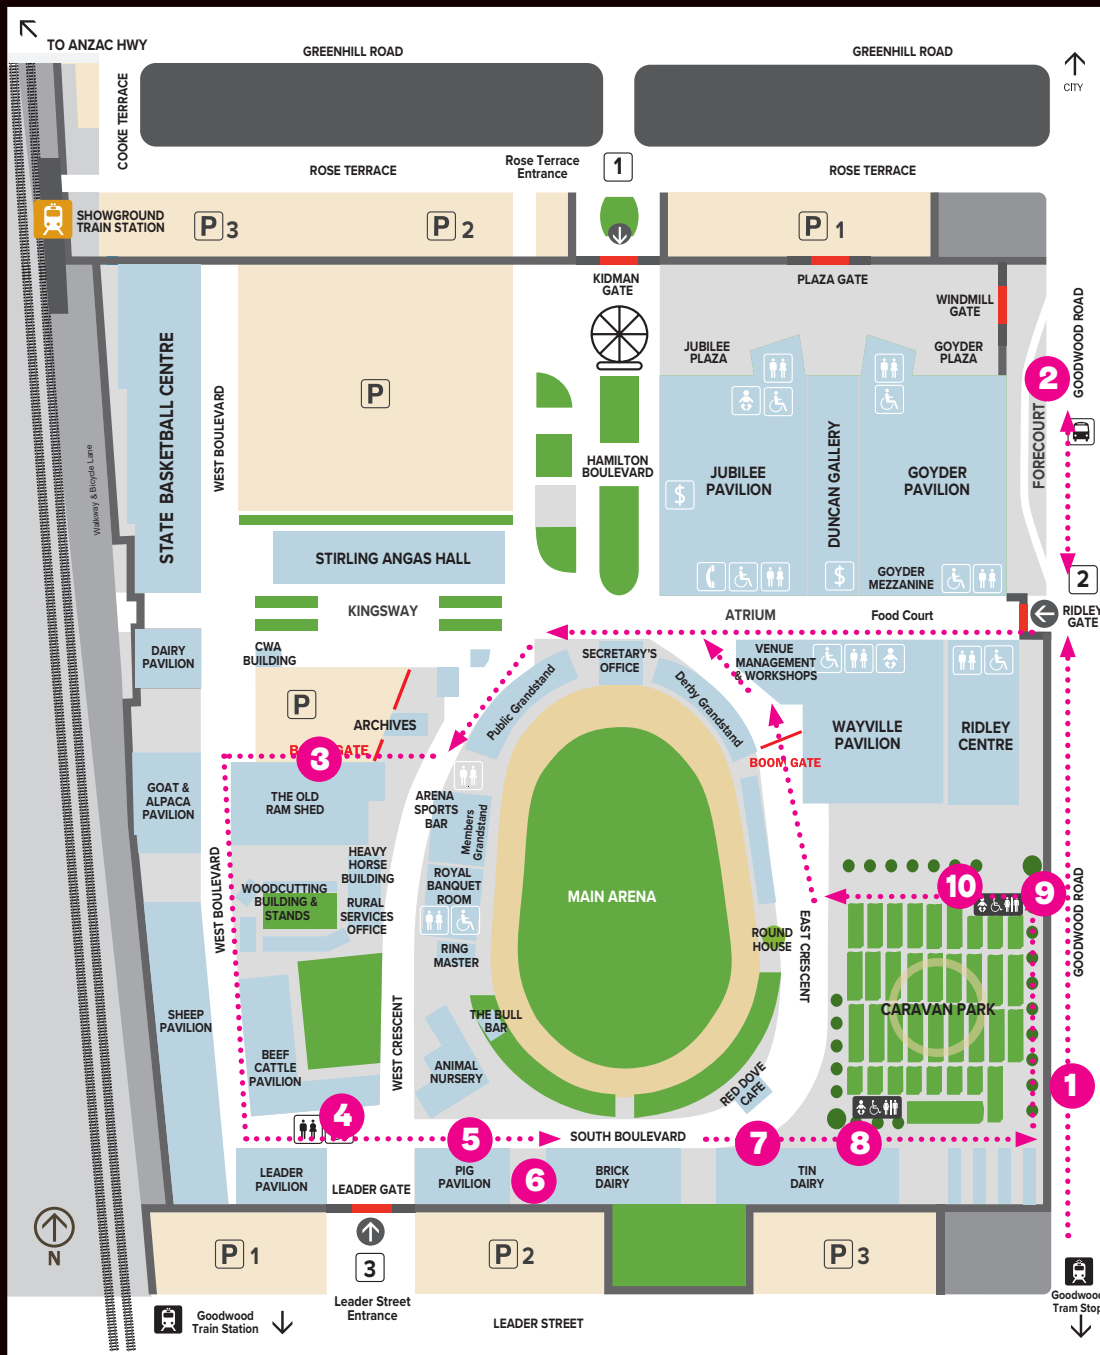 TO ANZAC HWY
GREENHILL ROAD
GREENHILL ROAD
CITY
COOKE TERRACE
ROSE TERRACE
Rose Terrace
Entrance
1
ROSE TERRACE
SHOWGROUND
TRAIN STATION
P 3
P 2
P 1
KIDMAN
GATE
PLAZA GATE
WINDMILL
GATE
JUBILEE
PLAZA
GOYDER
PLAZA
GOODWOOD ROAD
2
FORECOURT
STATE BASKETBALL CENTRE
WEST BOULEVARD
P
Walkway & Bicycle Lane
HAMILTON
BOULEVARD
JUBILEE
PAVILION
DUNCAN GALLERY
GOYDER
PAVILION
$
$
STIRLING ANGAS HALL
GOYDER
MEZZANINE
2
KINGSWAY
ATRIUM
Food Court
RIDLEY
GATE
DAIRY
PAVILION
CWA
BUILDING
SECRETARY'S
OFFICE
VENUE
MANAGEMENT
& WORKSHOPS
Public Grandstand
Derby Grandstand
P
ARCHIVES
WAYVILLE
PAVILION
RIDLEY
CENTRE
GATE
3
BOOM GATE
GOAT &
ALPACA
PAVILION
THE OLD
RAM SHED
ARENA
SPORTS
BAR
Members
Grandstand
WEST BOULEVARD
HEAVY
HORSE
BUILDING
ROYAL
BANQUET
ROOM
WOODCUTTING
BUILDING &
STANDS
RURAL
SERVICES
OFFICE
MAIN ARENA
10
9
GOODWOOD ROAD
RING
MASTER
ROUND
HOUSE
EAST CRESCENT
SHEEP
PAVILION
THE BULL
BAR
CARAVAN PARK
WEST CRESCENT
BEEF
CATTLE
PAVILION
ANIMAL
NURSERY
RED DOVE
CAFE
1
4
5
SOUTH BOULEVARD
7
8
LEADER
PAVILION
LEADER GATE
PIG
PAVILION
6
BRICK
DAIRY
TIN
DAIRY
N
P 1
3
P 2
P 3
Leader Street
Entrance
Goodwood
Train Station
LEADER STREET
Goodwood
Tram Stop